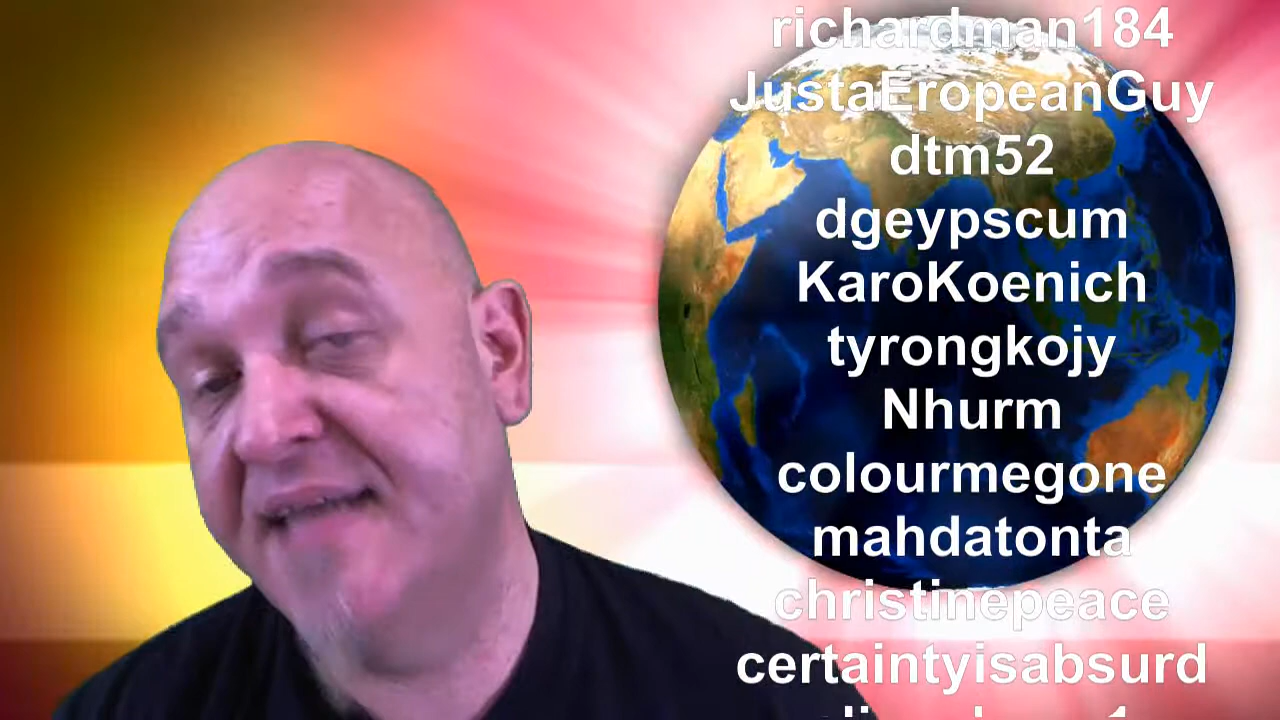 richardman184
JustaEropeanGuy
dtm52
dgeypscum
KaroKoenich
tyrongkojy
Nhurm
colourmegone
mahdatonta
christinepeace
certaintyisabsurd